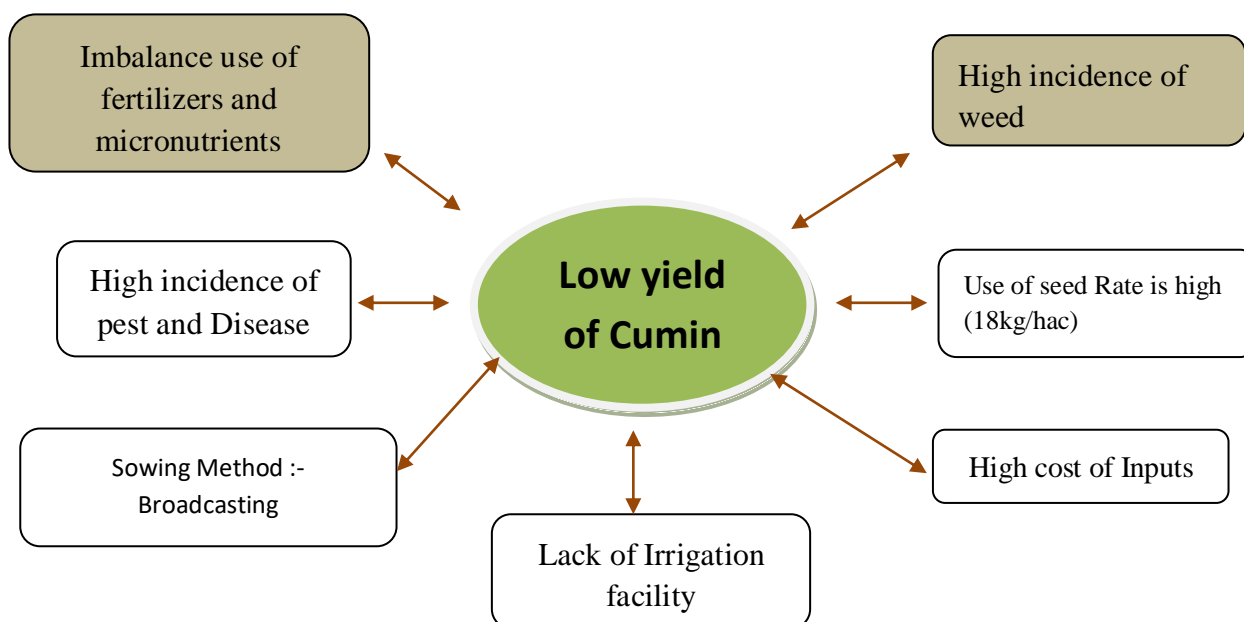 Imbalance use of
fertilizers and
micronutrients
High incidence of
weed
High incidence of
pest and Disease
Low yield
of Cumin
Use of seed Rate is high
(18kg/hac)
Sowing Method :-
Broadcasting
High cost of Inputs
Lack of Irrigation
facility